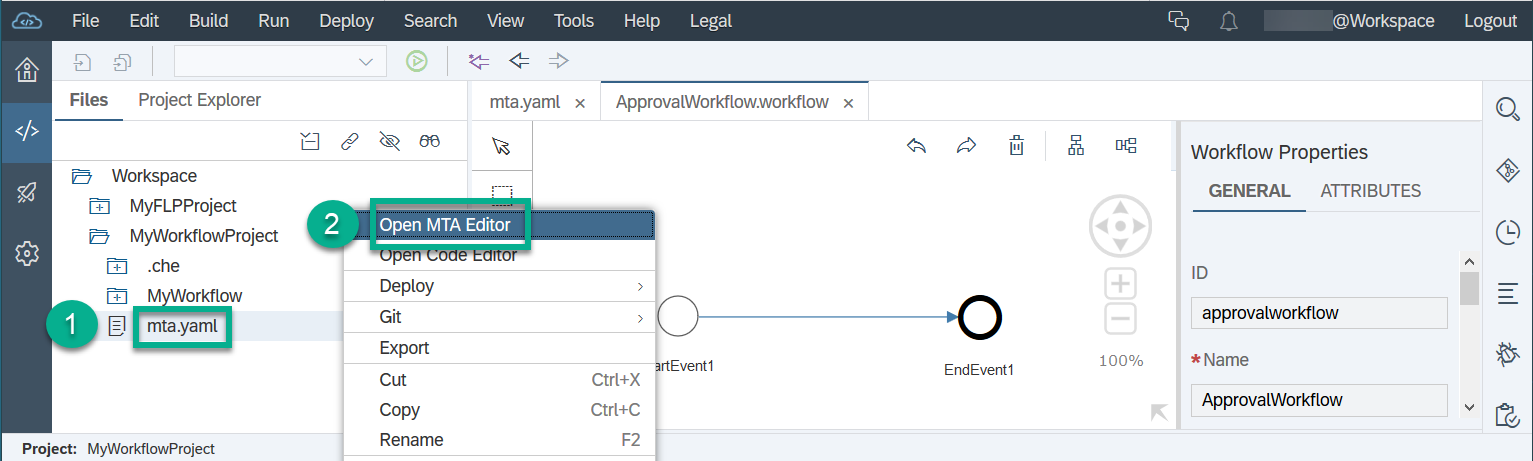 File Edit Build Run Deploy Search View Tools Help Legal @Workspace Logout
Files Project Explorer
mta.yaml × ApprovalWorkflow.workflow ×
Workspace
MyFLPProject
MyWorkflowProject
.che
MyWorkflow
1 mta.yaml
2 Open MTA Editor
Open Code Editor
Deploy
Git
Export
Cut Ctrl+X
Copy Ctrl+C
Rename F2
artEvent1
EndEvent1
100%
Workflow Properties
GENERAL ATTRIBUTES
ID
approvalworkflow
*Name
ApprovalWorkflow
Project: MyWorkflowProject